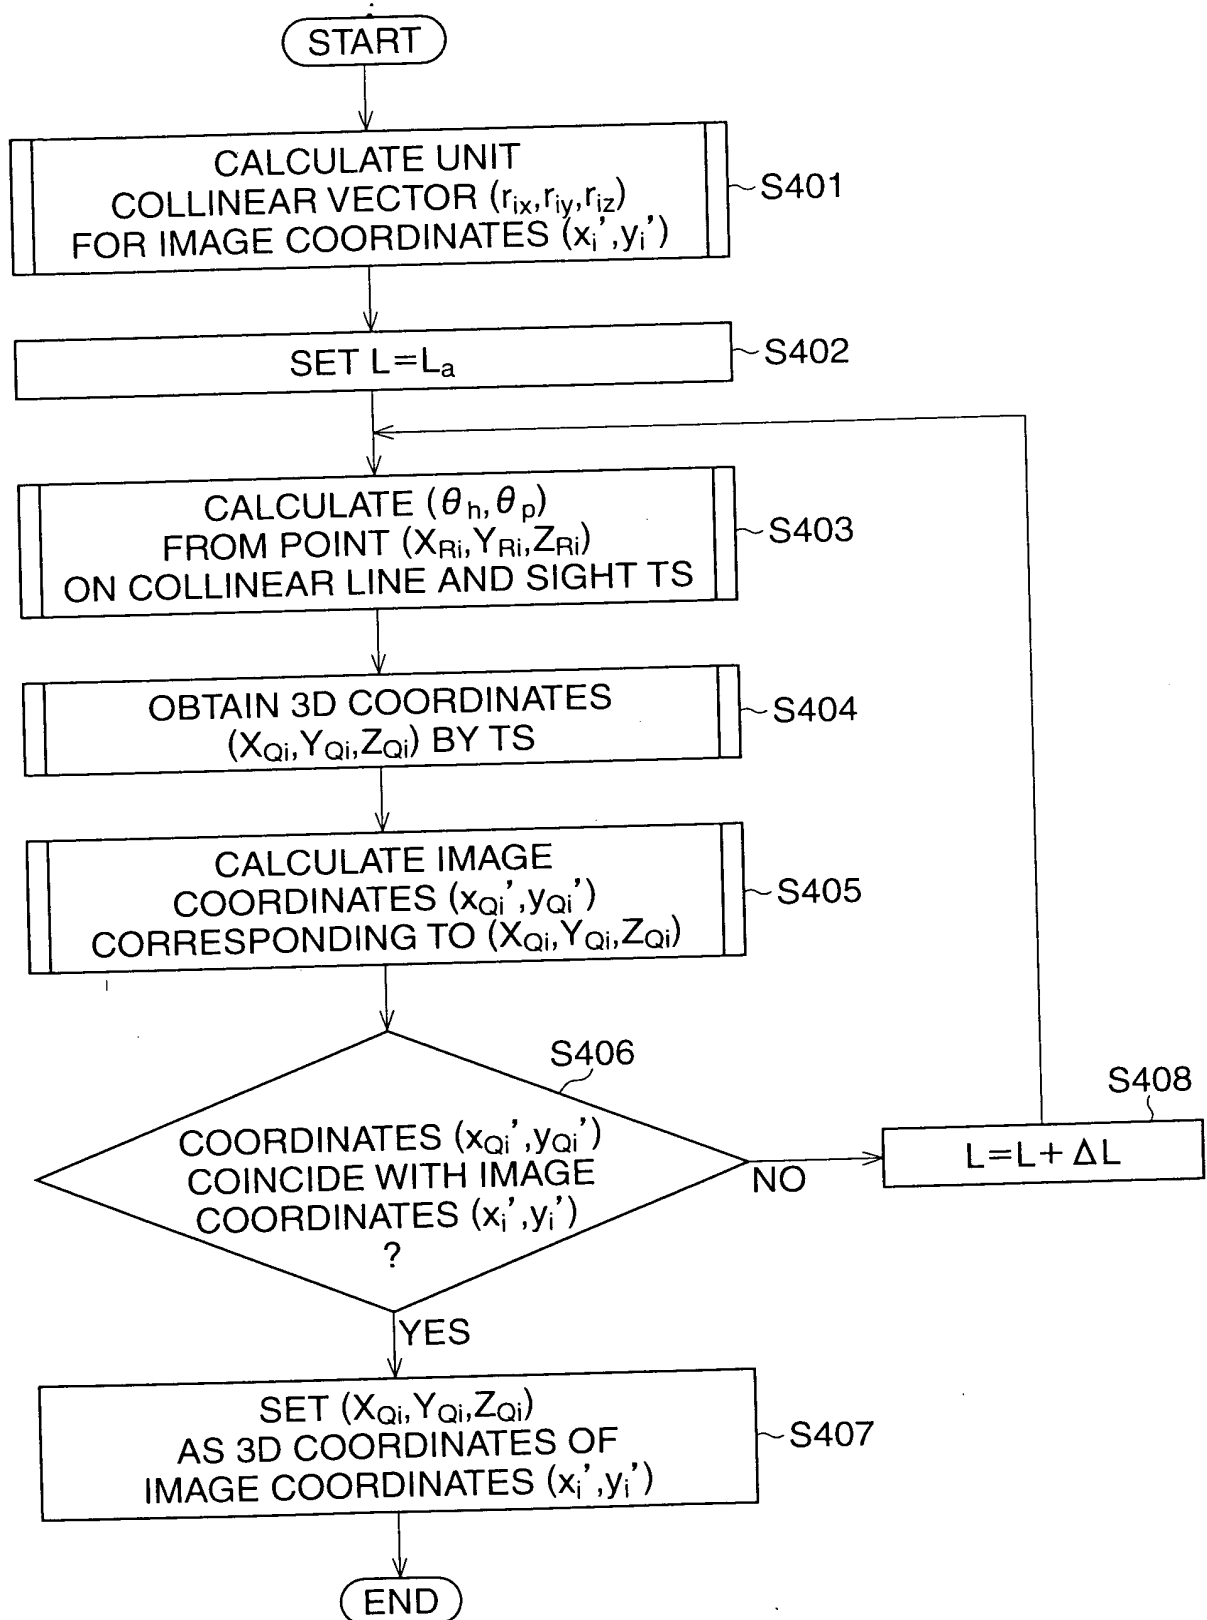 START
CALCULATE UNIT
COLLINEAR VECTOR (rix,riy,riz)
FOR IMAGE COORDINATES (xi',yi')
S401
SET L=La
S402
CALCULATE (θh,θp)
FROM POINT (XRi,YRi,ZRi)
ON COLLINEAR LINE AND SIGHT TS
S403
OBTAIN 3D COORDINATES
(XQi,YQi,ZQi) BY TS
S404
CALCULATE IMAGE
COORDINATES (xQi',yQi')
CORRESPONDING TO (XQi,YQi,ZQi)
S405
S406
COORDINATES (xQi',yQi')
COINCIDE WITH IMAGE
COORDINATES (xi',yi')
?
NO
S408
L=L+ΔL
YES
SET (XQi,YQi,ZQi)
AS 3D COORDINATES OF
IMAGE COORDINATES (xi',yi')
S407
END